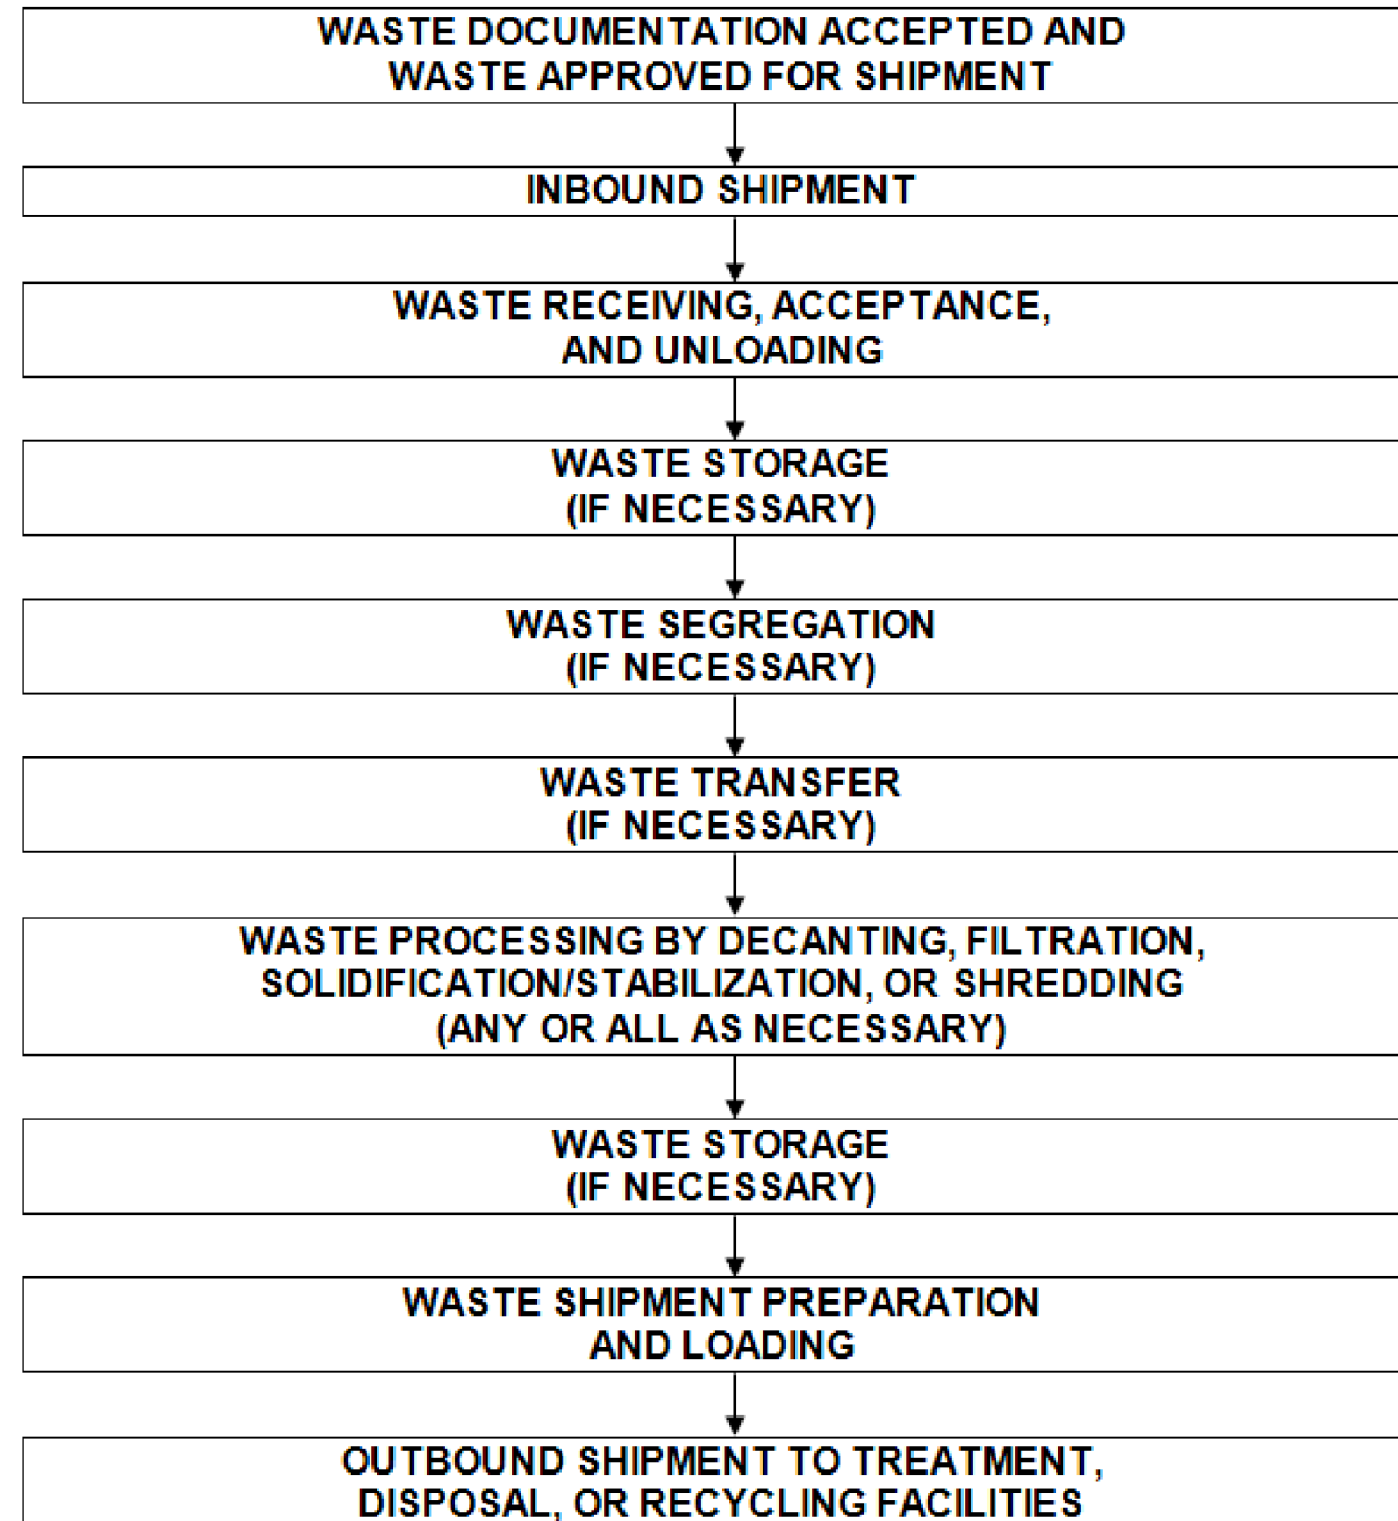 WASTE DOCUMENTATION ACCEPTED AND
WASTE APPROVED FOR SHIPMENT
INBOUND SHIPMENT
WASTE RECEIVING, ACCEPTANCE,
AND UNLOADING
WASTE STORAGE
(IF NECESSARY)
WASTE SEGREGATION
(IF NECESSARY)
WASTE TRANSFER
(IF NECESSARY)
WASTE PROCESSING BY DECANTING, FILTRATION,
SOLIDIFICATION/STABILIZATION, OR SHREDDING
(ANY OR ALL AS NECESSARY)
WASTE STORAGE
(IF NECESSARY)
WASTE SHIPMENT PREPARATION
AND LOADING
OUTBOUND SHIPMENT TO TREATMENT,
DISPOSAL, OR RECYCLING FACILITIES